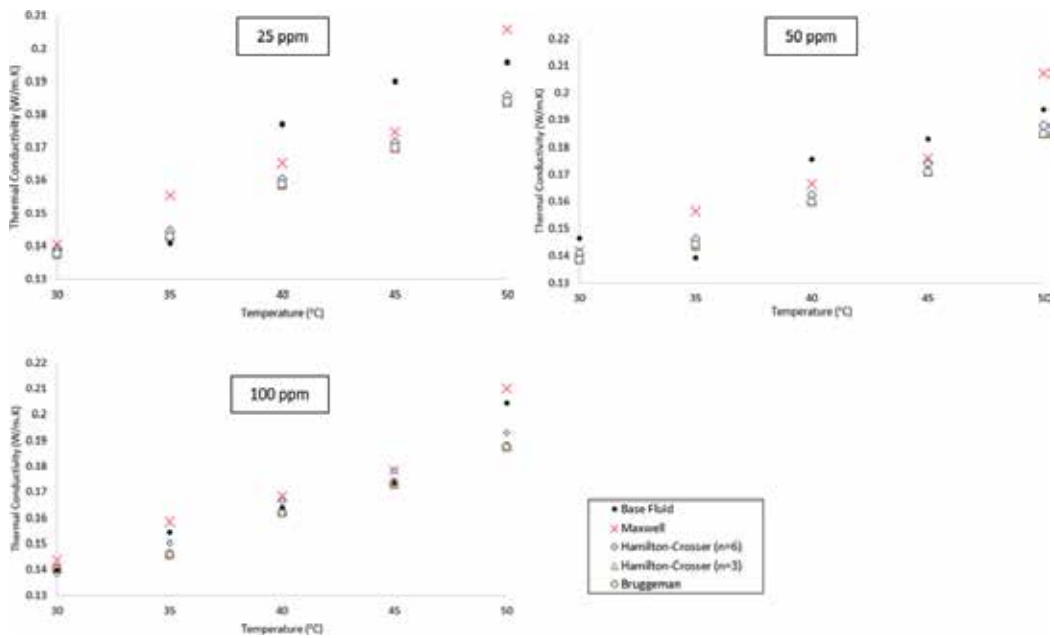 0.21
25 ppm
0.2
0.19
0.18
0.17
0.16
0.15
0.14
0.13
30 35 40 45 50
Temperature (°C)
Thermal Conductivity (W/m.K)
0.22
50 ppm
0.21
0.2
0.19
0.18
0.17
0.16
0.15
0.14
0.13
30 35 40 45 50
Temperature (°C)
Thermal Conductivity (W/m.K)
0.22
100 ppm
0.21
0.2
0.19
0.18
0.17
0.16
0.15
0.14
0.13
30 35 40 45 50
Temperature (°C)
Thermal Conductivity (W/m.K)
Base Fluid
Maxwell
Hamilton-Crosser (n=6)
Hamilton-Crosser (n=3)
Bruggeman